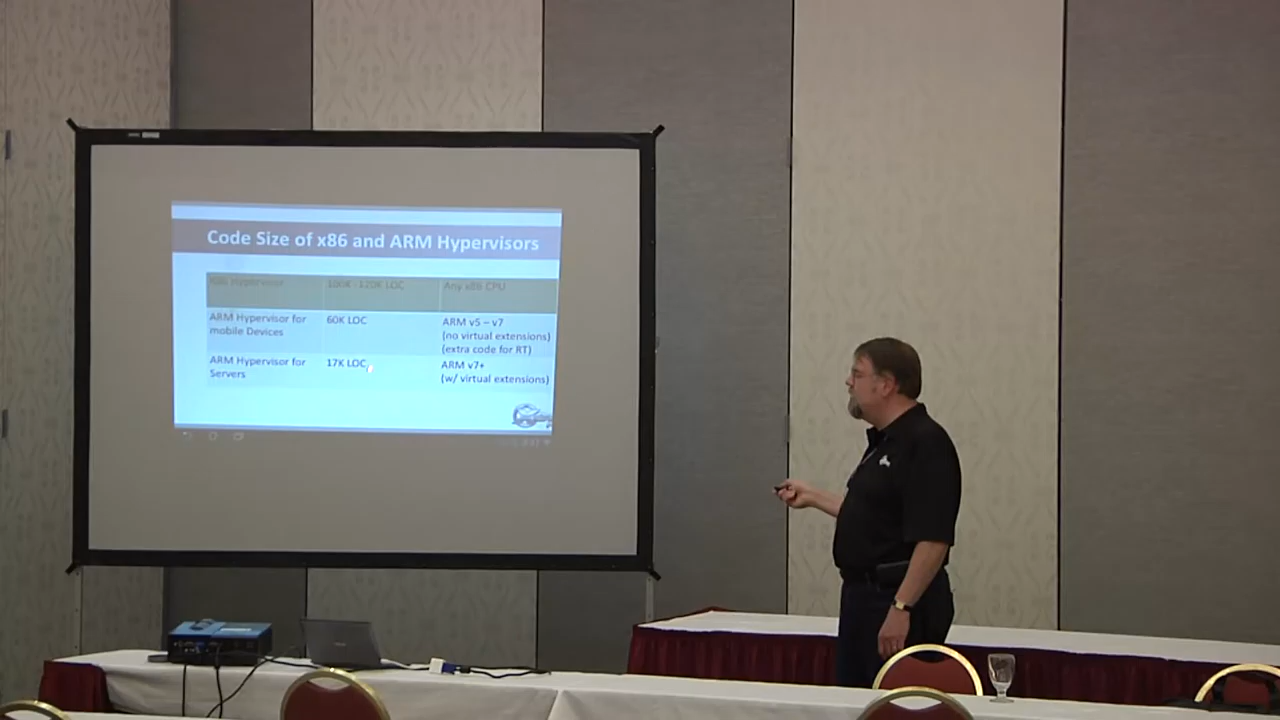 Code Size of x86 and ARM Hypervisors
x86 Hypervisor
100K -120K LOC
Any x86 CPU
ARM Hypervisor for
mobile Devices
60K LOC
ARM v5 – v7
(no virtual extensions)
(extra code for RT)
ARM Hypervisor for
Servers
17K LOC
ARM v7+
(w/ virtual extensions)